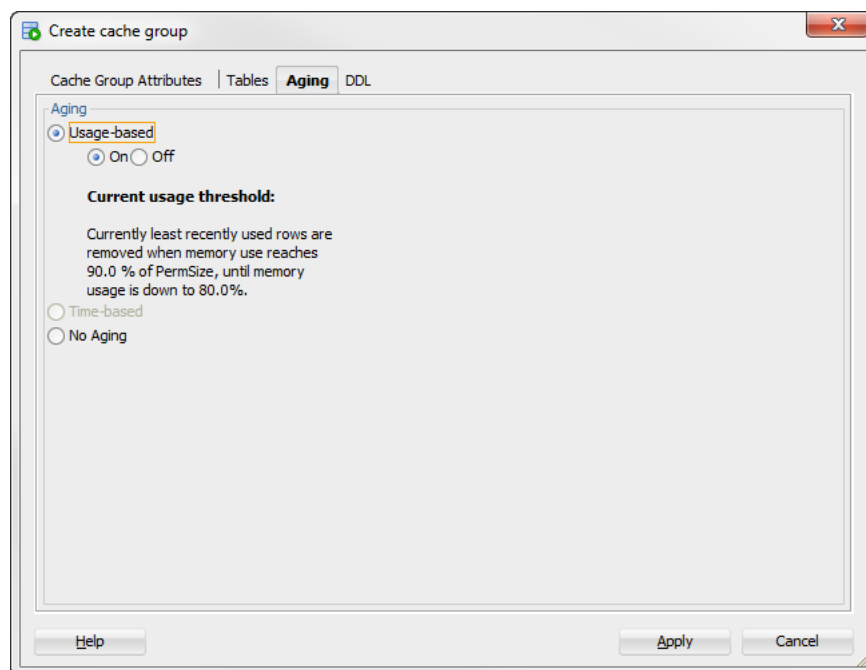 Create cache group
Cache Group Attributes Tables Aging DDL
Aging
Usage-based
On Off
Current usage threshold:
Currently least recently used rows are
removed when memory use reaches
90.0 % of PermSize, until memory
usage is down to 80.0%.
Time-based
No Aging
Help Apply Cancel